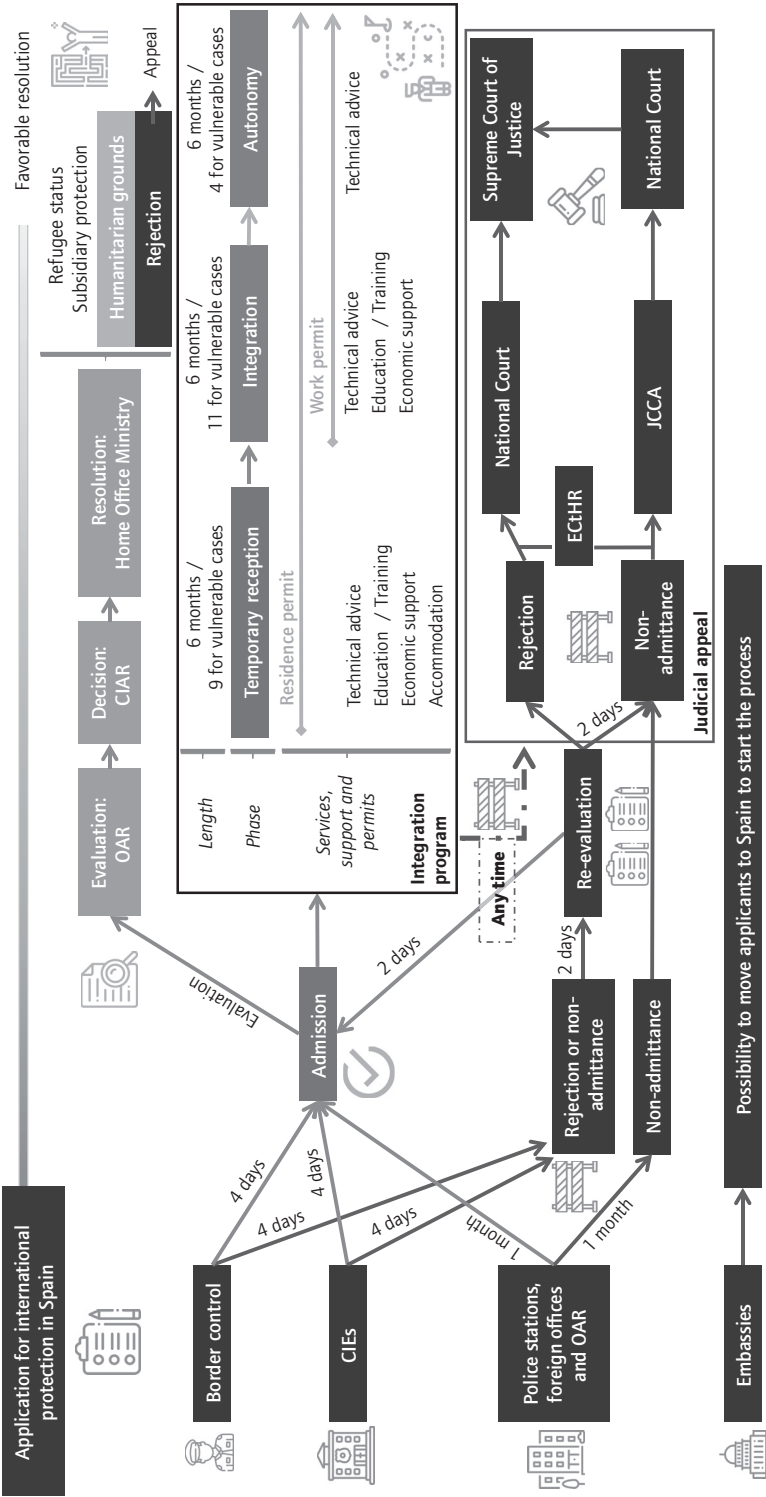 Application for international
protection in Spain
Favorable resolution
Border control
CIEs
Police stations,
foreign offices
and OAR
Embassies
4 days
4 days
4 days
4 days
1 month
1 month
Admission
Evaluation
2 days
Rejection or non-
admittance
Non-admittance
2 days
Re-evaluation
2 days
Possibility to move applicants to Spain to start the process
Evaluation:
OAR
Decision:
CIAR
Resolution:
Home Office Ministry
Refugee status
Subsidiary protection
Humanitarian grounds
Rejection
Appeal
Length
6 months /
9 for vulnerable cases
6 months /
11 for vulnerable cases
6 months /
4 for vulnerable cases
Phase
Temporary reception
Integration
Autonomy
Services,
support and
permits
Residence permit
Work permit
Technical advice
Education / Training
Economic support
Accommodation
Technical advice
Education / Training
Economic support
Technical advice
Integration
program
Any time
Rejection
Non-
admittance
ECtHR
National Court
JCCA
Supreme Court of
Justice
National Court
Judicial appeal